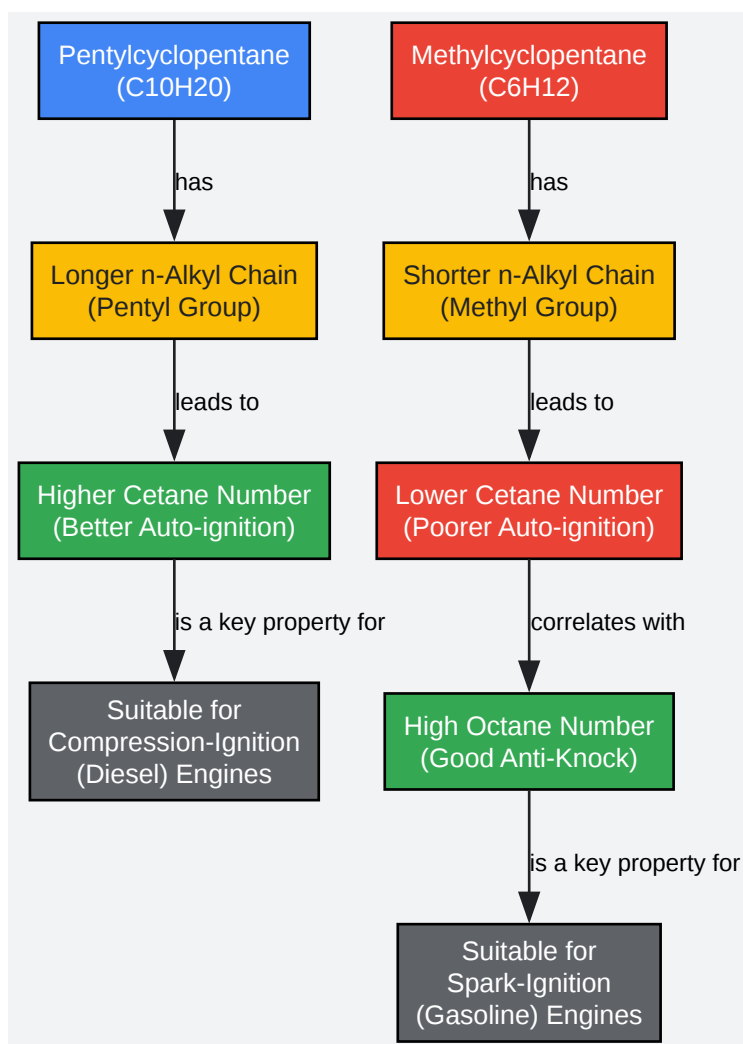 Pentylcyclopentane
(C10H20)
has
Longer n-Alkyl Chain
(Pentyl Group)
leads to
Higher Cetane Number
(Better Auto-ignition)
is a key property for
Suitable for
Compression-Ignition
(Diesel) Engines
Methylcyclopentane
(C6H12)
has
Shorter n-Alkyl Chain
(Methyl Group)
leads to
Lower Cetane Number
(Poorer Auto-ignition)
correlates with
High Octane Number
(Good Anti-Knock)
is a key property for
Suitable for
Spark-Ignition
(Gasoline) Engines